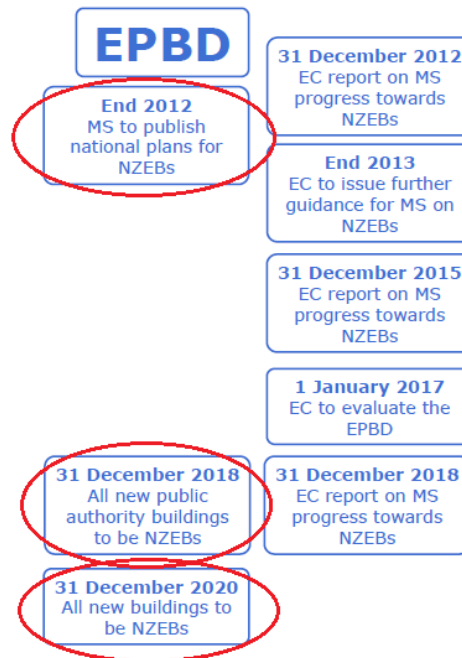 EPBD
31 December 2012
EC report on MS
progress towards
NZEBs
End 2012
MS to publish
national plans for
NZEBs
End 2013
EC to issue further
guidance for MS on
NZEBs
31 December 2015
EC report on MS
progress towards
NZEBs
1 January 2017
EC to evaluate the
EPBD
31 December 2018
All new public
authority buildings
to be NZEBs
31 December 2018
EC report on MS
progress towards
NZEBs
31 December 2020
All new buildings to
be NZEBs